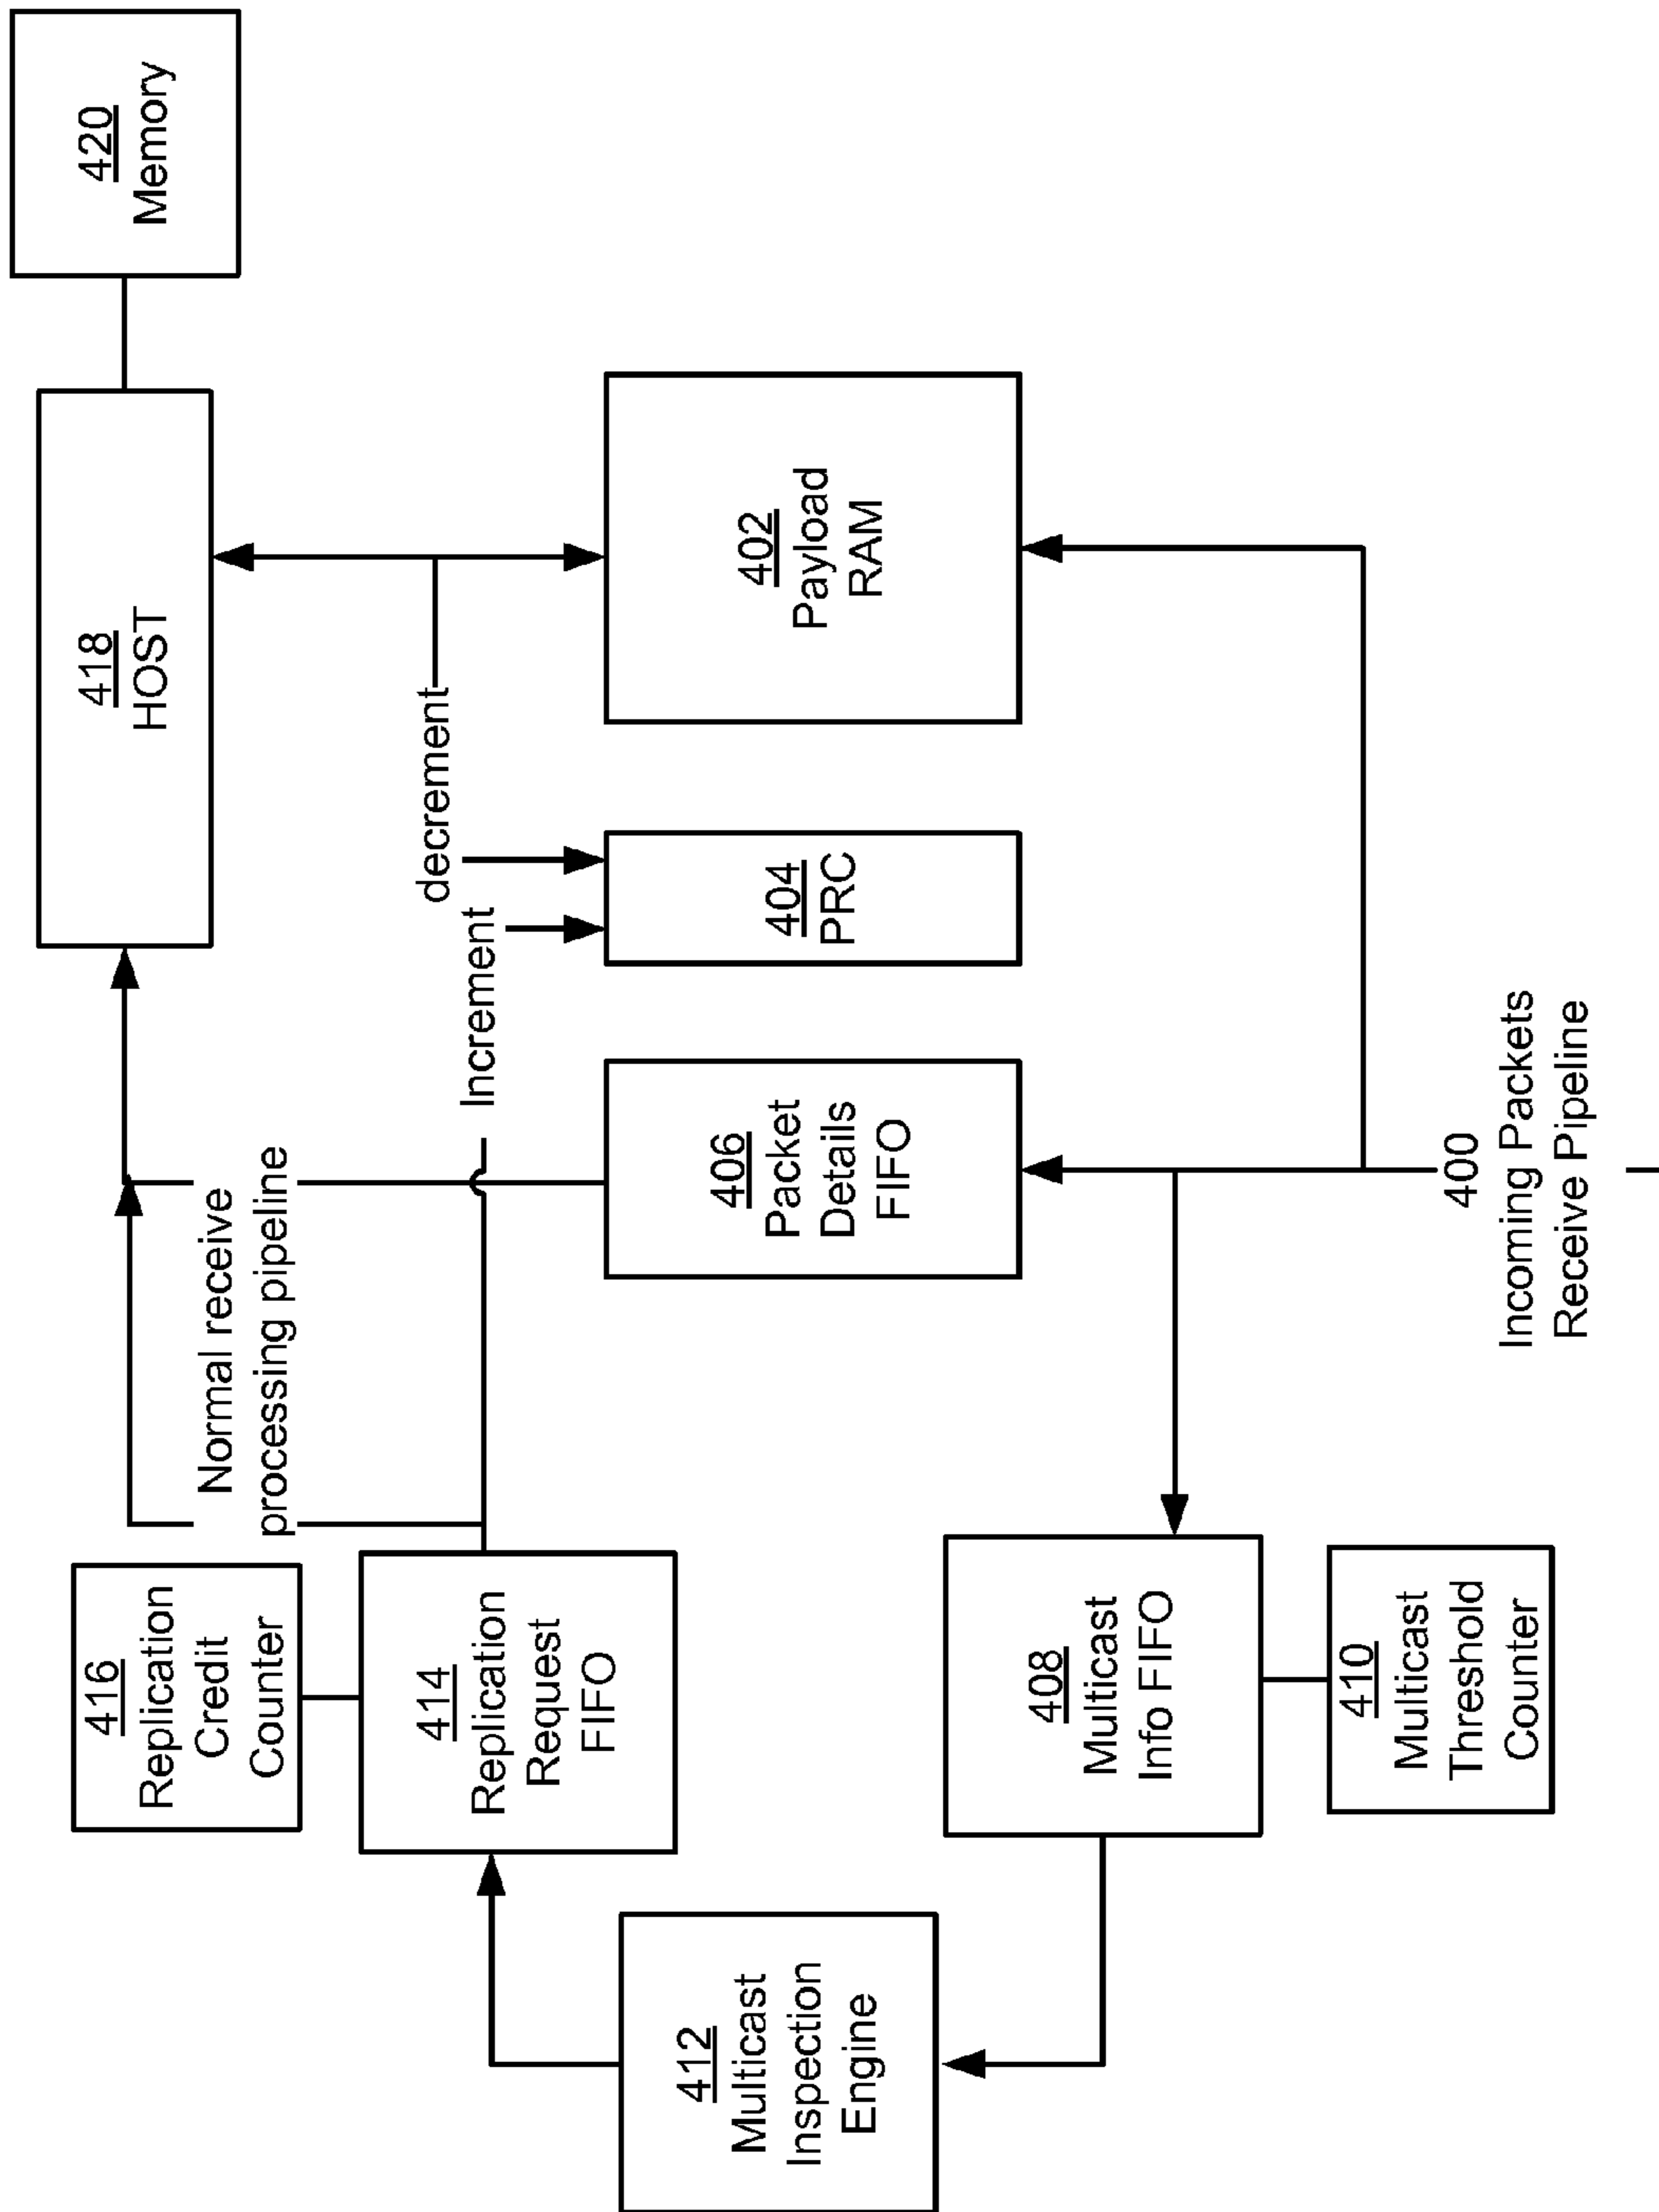 416
Replication
Credit
Counter
414
Replication
Request
FIFO
412
Multicast
Inspection
Engine
408
Multicast
Info FIFO
410
Multicast
Threshold
Counter
Normal receive
processing pipeline
406
Packet
Details
FIFO
400
Incoming Packets
Receive Pipeline
Increment
decrement
404
PRC
418
HOST
402
Payload
RAM
420
Memory